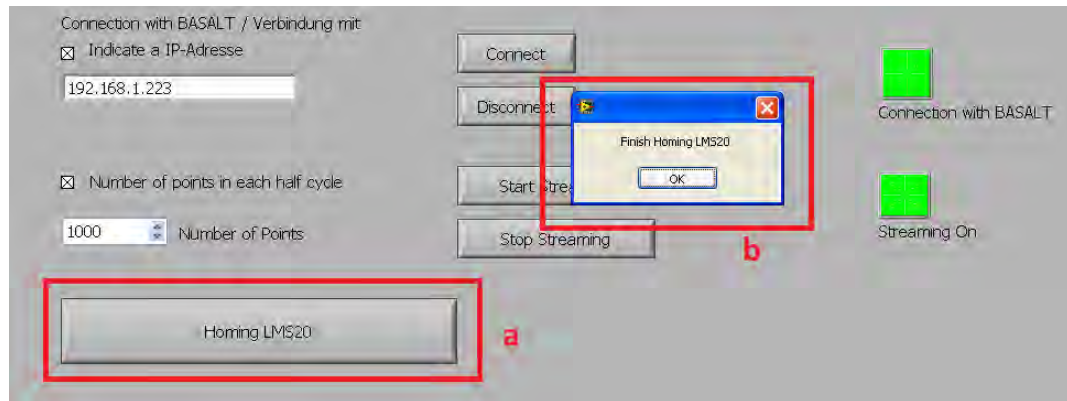 Connection with BASALT / Verbindung mit
Indicate a IP-Adresse
192.168.1.223
Connect
Disconnect
Connection with BASALT
Finish Homing LMS20
OK
Number of points in each half cycle
Start Strea
1000
Number of Points
Stop Streaming
Streaming On
b
Homing LMS20
a